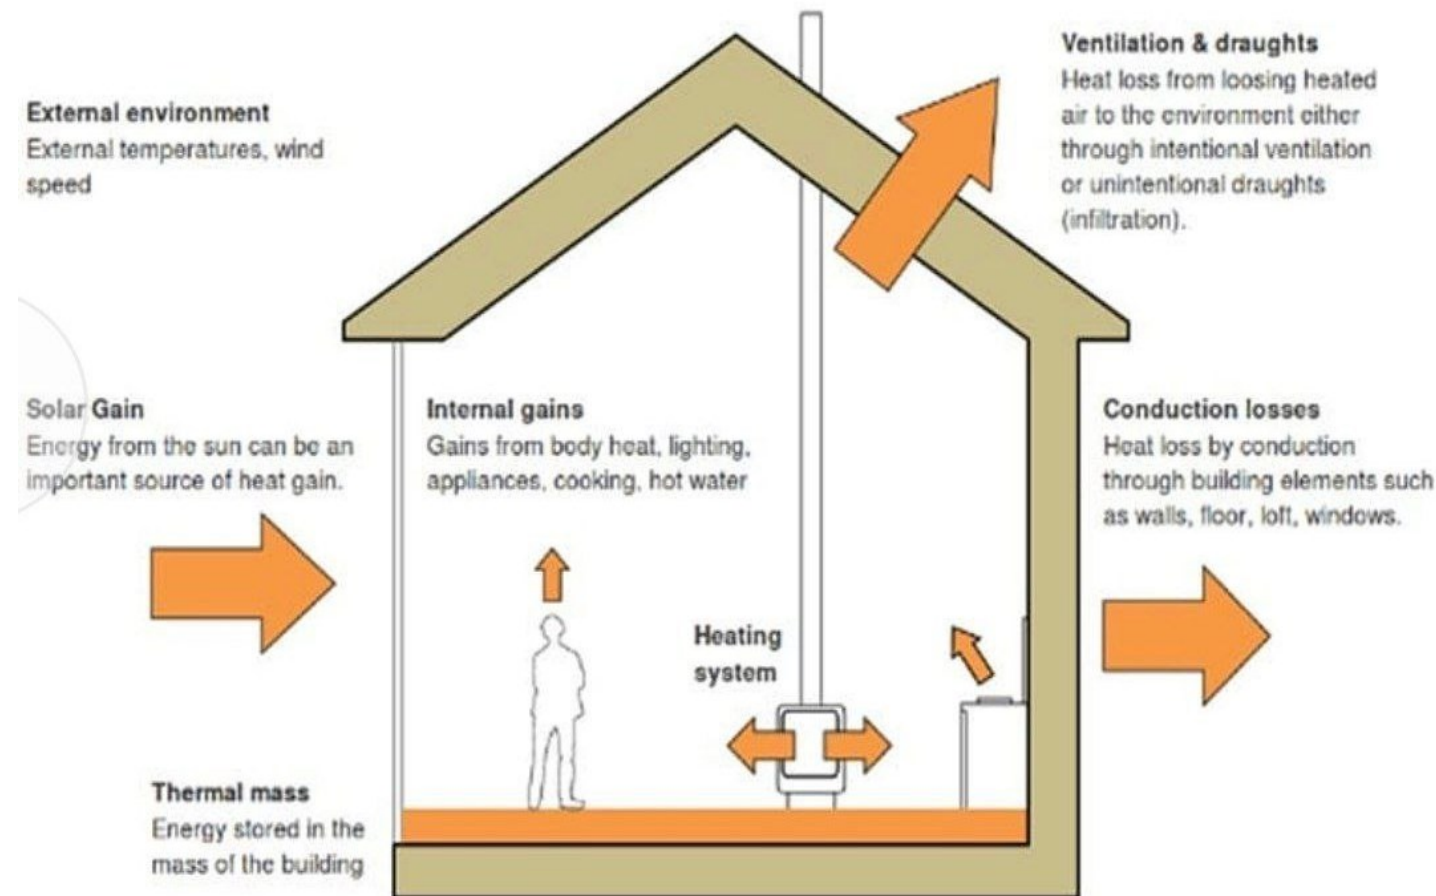 External environment
External temperatures, wind
speed
Ventilation & draughts
Heat loss from loosing heated
air to the environment either
through intentional ventilation
or unintentional draughts
(infiltration).
Solar Gain
Energy from the sun can be an
important source of heat gain.
Internal gains
Gains from body heat, lighting,
appliances, cooking, hot water
Conduction losses
Heat loss by conduction
through building elements such
as walls, floor, loft, windows.
Heating
system
Thermal mass
Energy stored in the
mass of the building